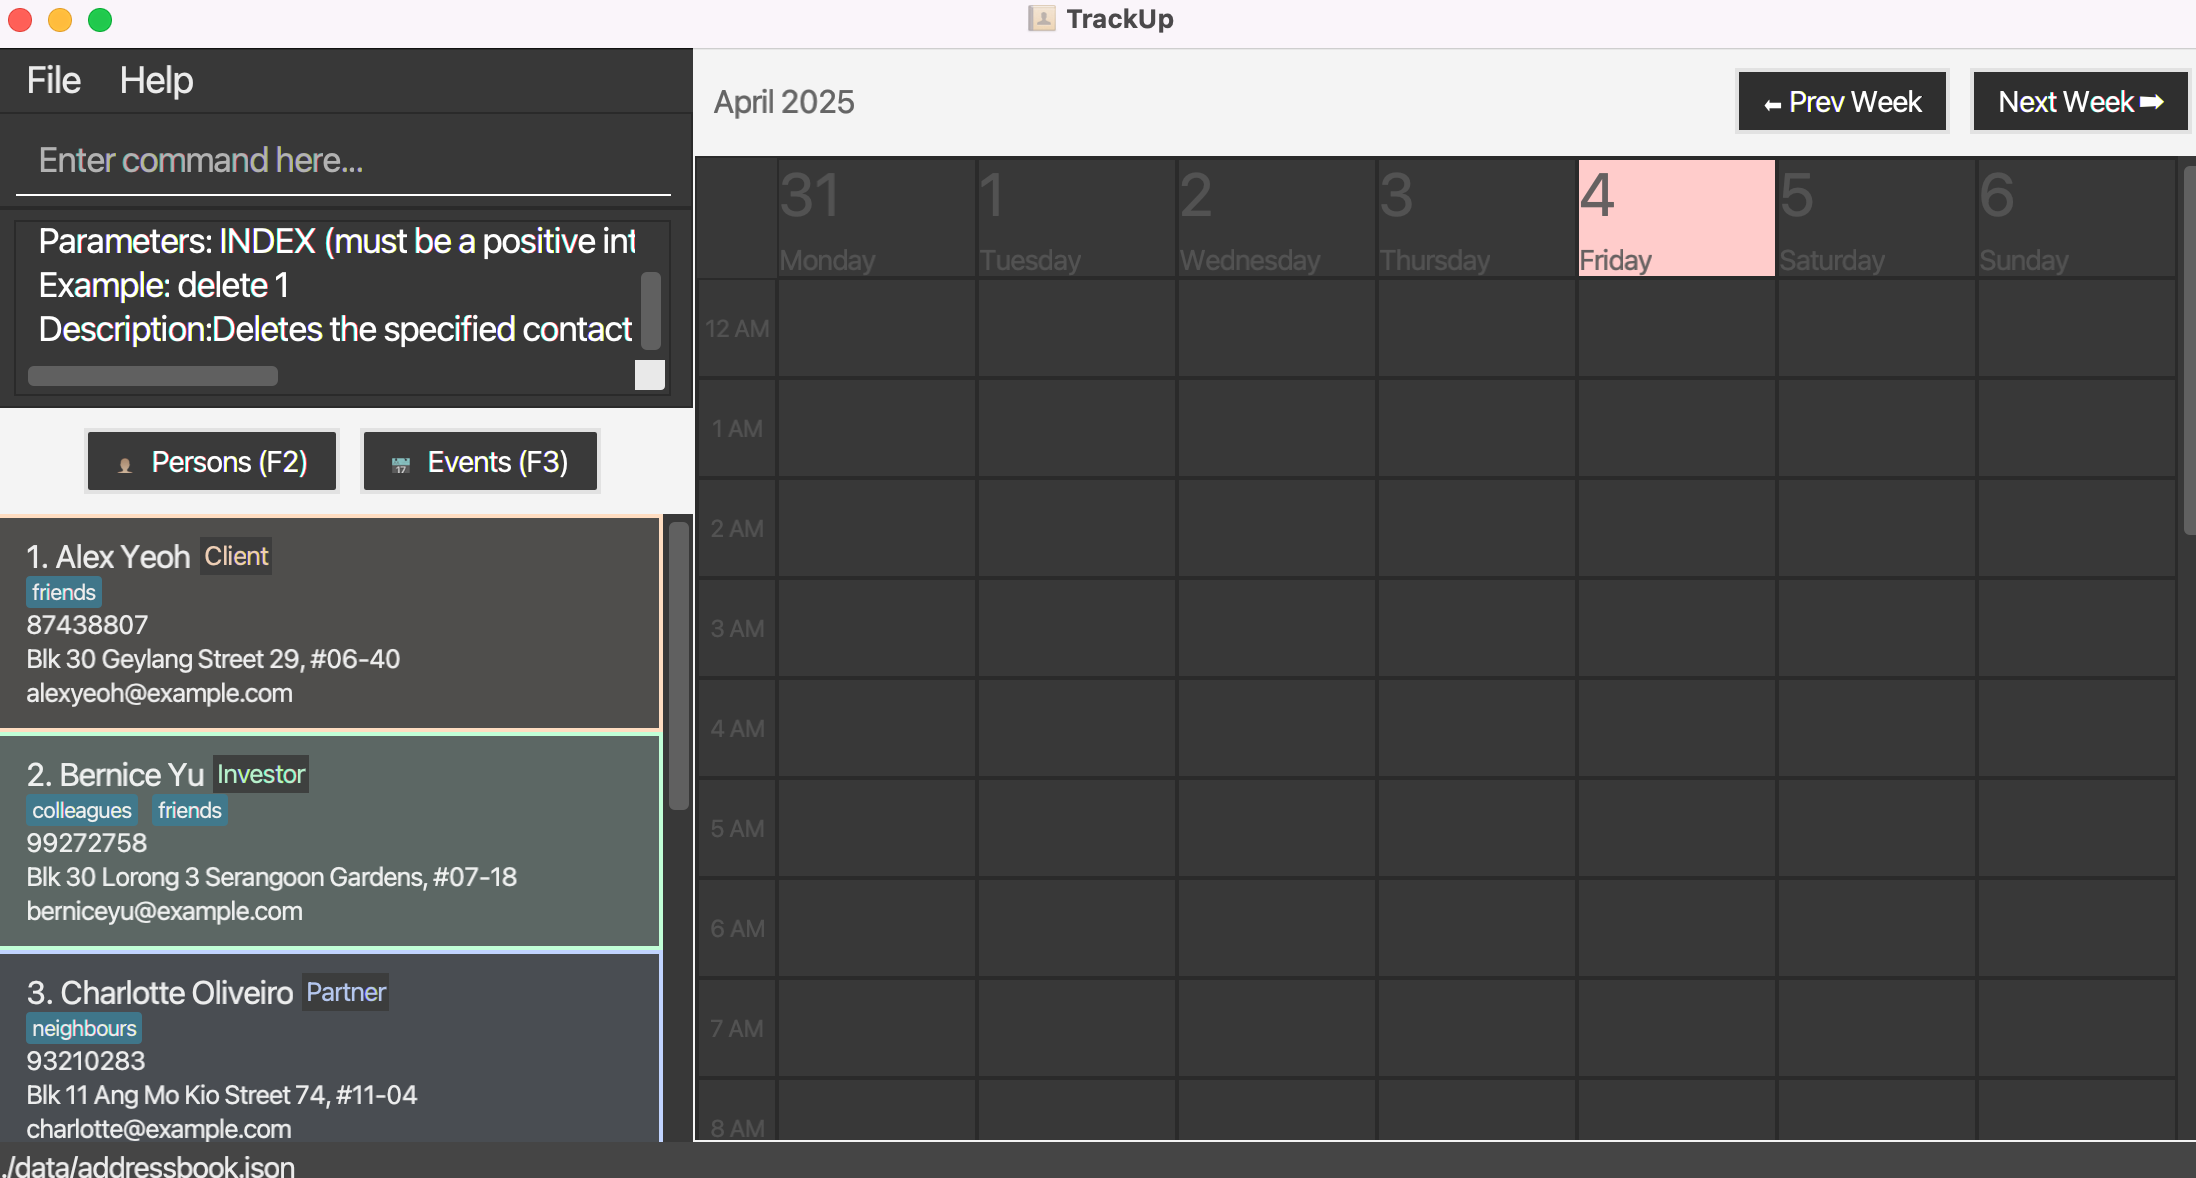 TrackUp
File Help
Enter command here...
Parameters: INDEX (must be a positive int
Example: delete 1
Description:Deletes the specified contact
Persons (F2) Events (F3)
1. Alex Yeoh Client
friends
87438807
Blk 30 Geylang Street 29, #06-40
alexyeoh@example.com
2. Bernice Yu Investor
colleagues friends
99272758
Blk 30 Lorong 3 Serangoon Gardens, #07-18
berniceyu@example.com
3. Charlotte Oliveiro Partner
neighbours
93210283
Blk 11 Ang Mo Kio Street 74, #11-04
charlotte@example.com
./data/addressbook.json
April 2025
Prev Week Next Week
31 1 2 3 4 5 6
Monday Tuesday Wednesday Thursday Friday Saturday Sunday
12 AM
1 AM
2 AM
3 AM
4 AM
5 AM
6 AM
7 AM
8 AM